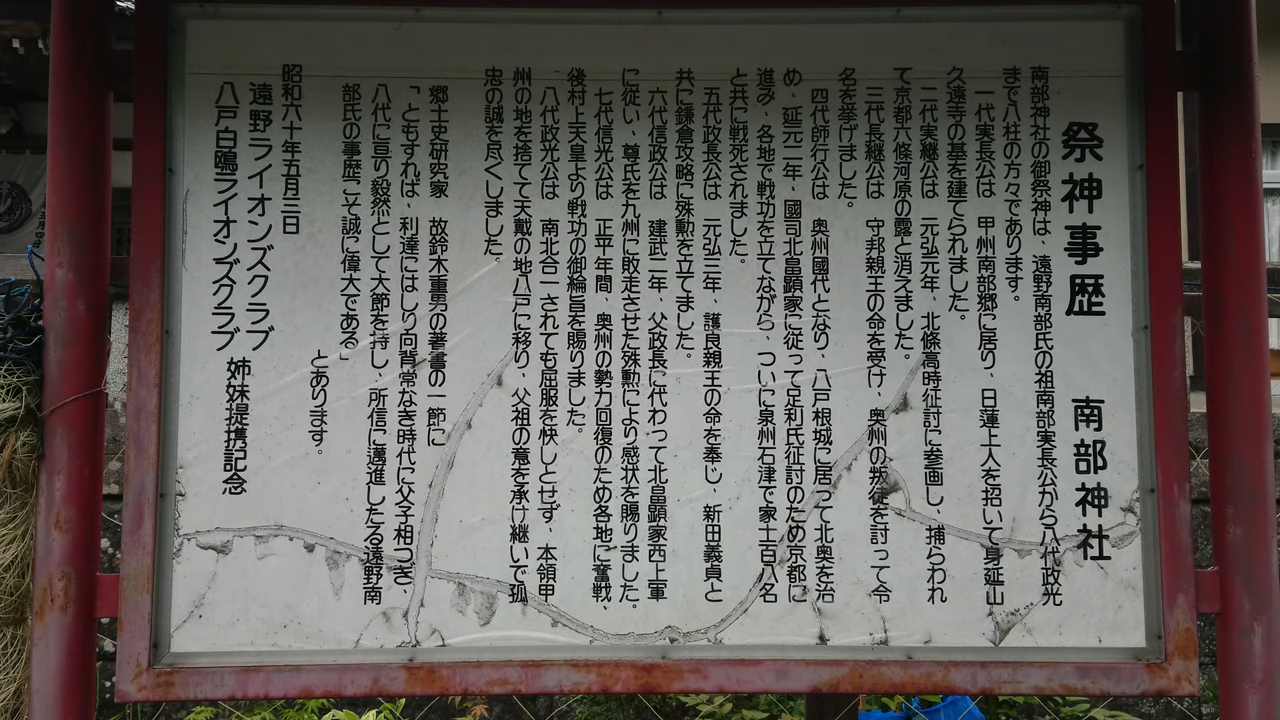 祭神事歴　南部神社
南部神社の御祭神は、遠野南部氏の祖南部実長公から八代政光
まで八柱の方々であります。
一代実長公は　甲州南部郷に居り、日蓮上人を招いて身延山
久遠寺の基を建てられました。
二代実継公は　元弘元年、北條高時征討に参画し、捕らわれ
て京都六條河原の露と消えました。
三代長継公は　守邦親王の命を受け、奥州の叛徒を討って令
名を挙げました。
四代師行公は　奥州國代となり、八戸根城に居って北奥を治
め、延元二年、國司北畠顕家に従って足利氏征討のため京都に
進み、各地で戦功を立てながら、ついに泉州石津で家士百八名
と共に戦死されました。
五代政長公は　元弘三年、護良親王の命を奉じ、新田義貞と
共に鎌倉攻略に殊勲を立てました。
六代信政公は　建武二年、父政長に代わって北畠顕家西上軍
に従い、尊氏を九州に敗走させた殊勲により感状を賜りました。
七代信光公は　正平年間、奥州の勢力回復のため各地に奮戦、
後村上天皇より戦功の御綸旨を賜りました。
八代政光公は　南北合一されても屈服を快しとせず、本領甲
州の地を捨てて天戴の地八戸に移り、父祖の意を承け継いで孤
忠の誠を尽くしました。
郷土史研究家　故鈴木重男の著書の一節に
「ともすれば、利達にはしり向背常なき時代に父子相つぎ、
八代に亘り毅然として大節を持し、所信に邁進したる遠野南
部氏の事歴こそ誠に偉大である」
とあります。
昭和六十年五月三日
遠野ライオンズクラブ
八戸白鴎ライオンズクラブ　姉妹提携記念